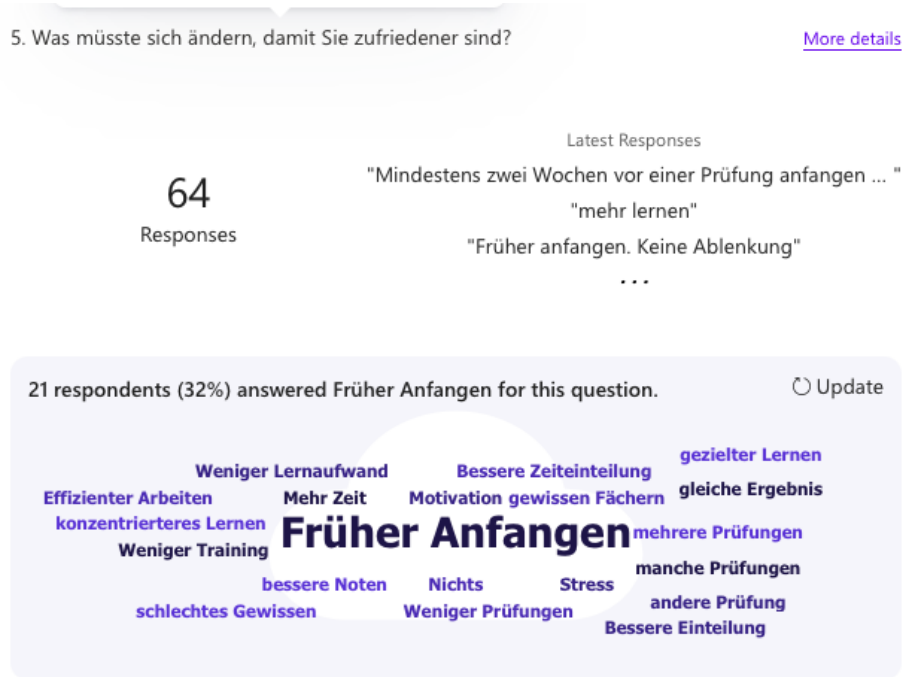 5. Was müsste sich ändern, damit Sie zufriedener sind?
More details
64
Responses
Latest Responses
"Mindestens zwei Wochen vor einer Prüfung anfangen ... "
"mehr lernen"
"Früher anfangen. Keine Ablenkung"
...
21 respondents (32%) answered Früher Anfangen for this question.
Update
gezielter Lernen
Weniger Lernaufwand
Bessere Zeiteinteilung
Effizienter Arbeiten
Mehr Zeit
Motivation
gewissen Fächern
gleiche Ergebnis
konzentrierteres Lernen
Früher Anfangen
mehrere Prüfungen
Weniger Training
manche Prüfungen
bessere Noten
Nichts
Stress
andere Prüfung
schlechtes Gewissen
Weniger Prüfungen
Bessere Einteilung